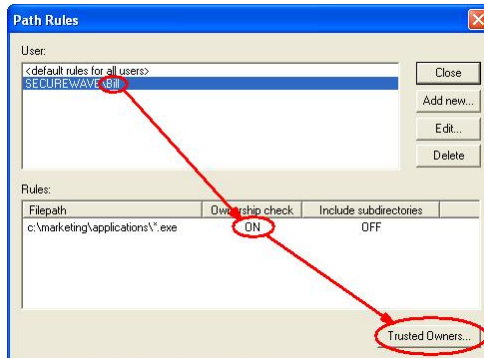 Path Rules
User:
<default rules for all users>
SECUREWAVE\Bill
Close
Add new...
Edit...
Delete
Rules:
Filepath Ownership check Include subdirectories
c:\marketing\applications\*.exe ON OFF
Trusted Owners...